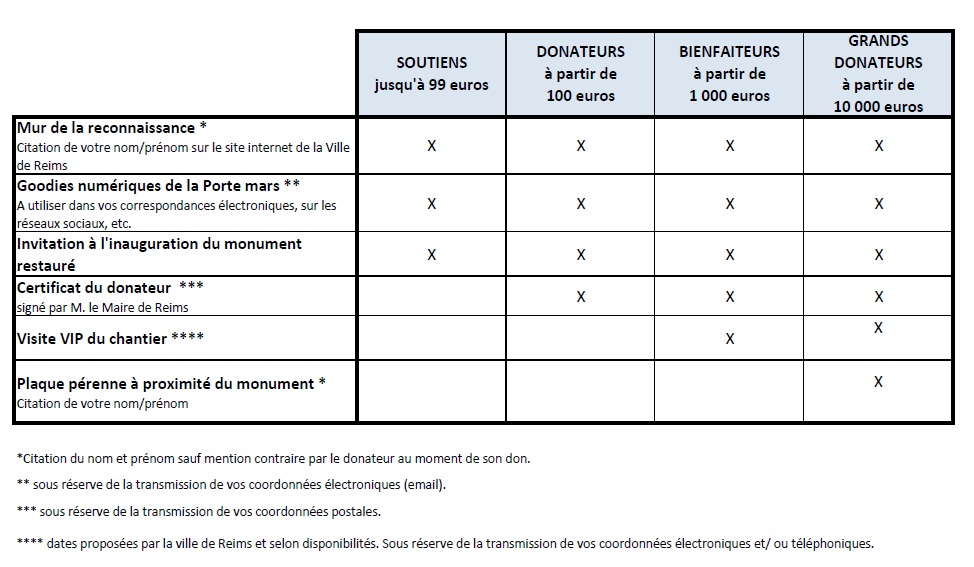 SOUTIENS
jusqu'à 99 euros
DONATEURS
à partir de
100 euros
BIENFAITEURS
à partir de
1 000 euros
GRANDS
DONATEURS
à partir de
10 000 euros
Mur de la reconnaissance *
Citation de votre nom/prénom sur le site internet de la Ville
de Reims
X X X X
Goodies numériques de la Porte mars **
A utiliser dans vos correspondances électroniques, sur les
réseaux sociaux, etc.
X X X X
Invitation à l'inauguration du monument
restauré
X X X X
Certificat du donateur ***
signé par M. le Maire de Reims
X X X
Visite VIP du chantier ****
X X
Plaque pérenne à proximité du monument *
Citation de votre nom/prénom
X
*Citation du nom et prénom sauf mention contraire par le donateur au moment de son don.
** sous réserve de la transmission de vos coordonnées électroniques (email).
*** sous réserve de la transmission de vos coordonnées postales.
**** dates proposées par la ville de Reims et selon disponibilités. Sous réserve de la transmission de vos coordonnées électroniques et/ ou téléphoniques.